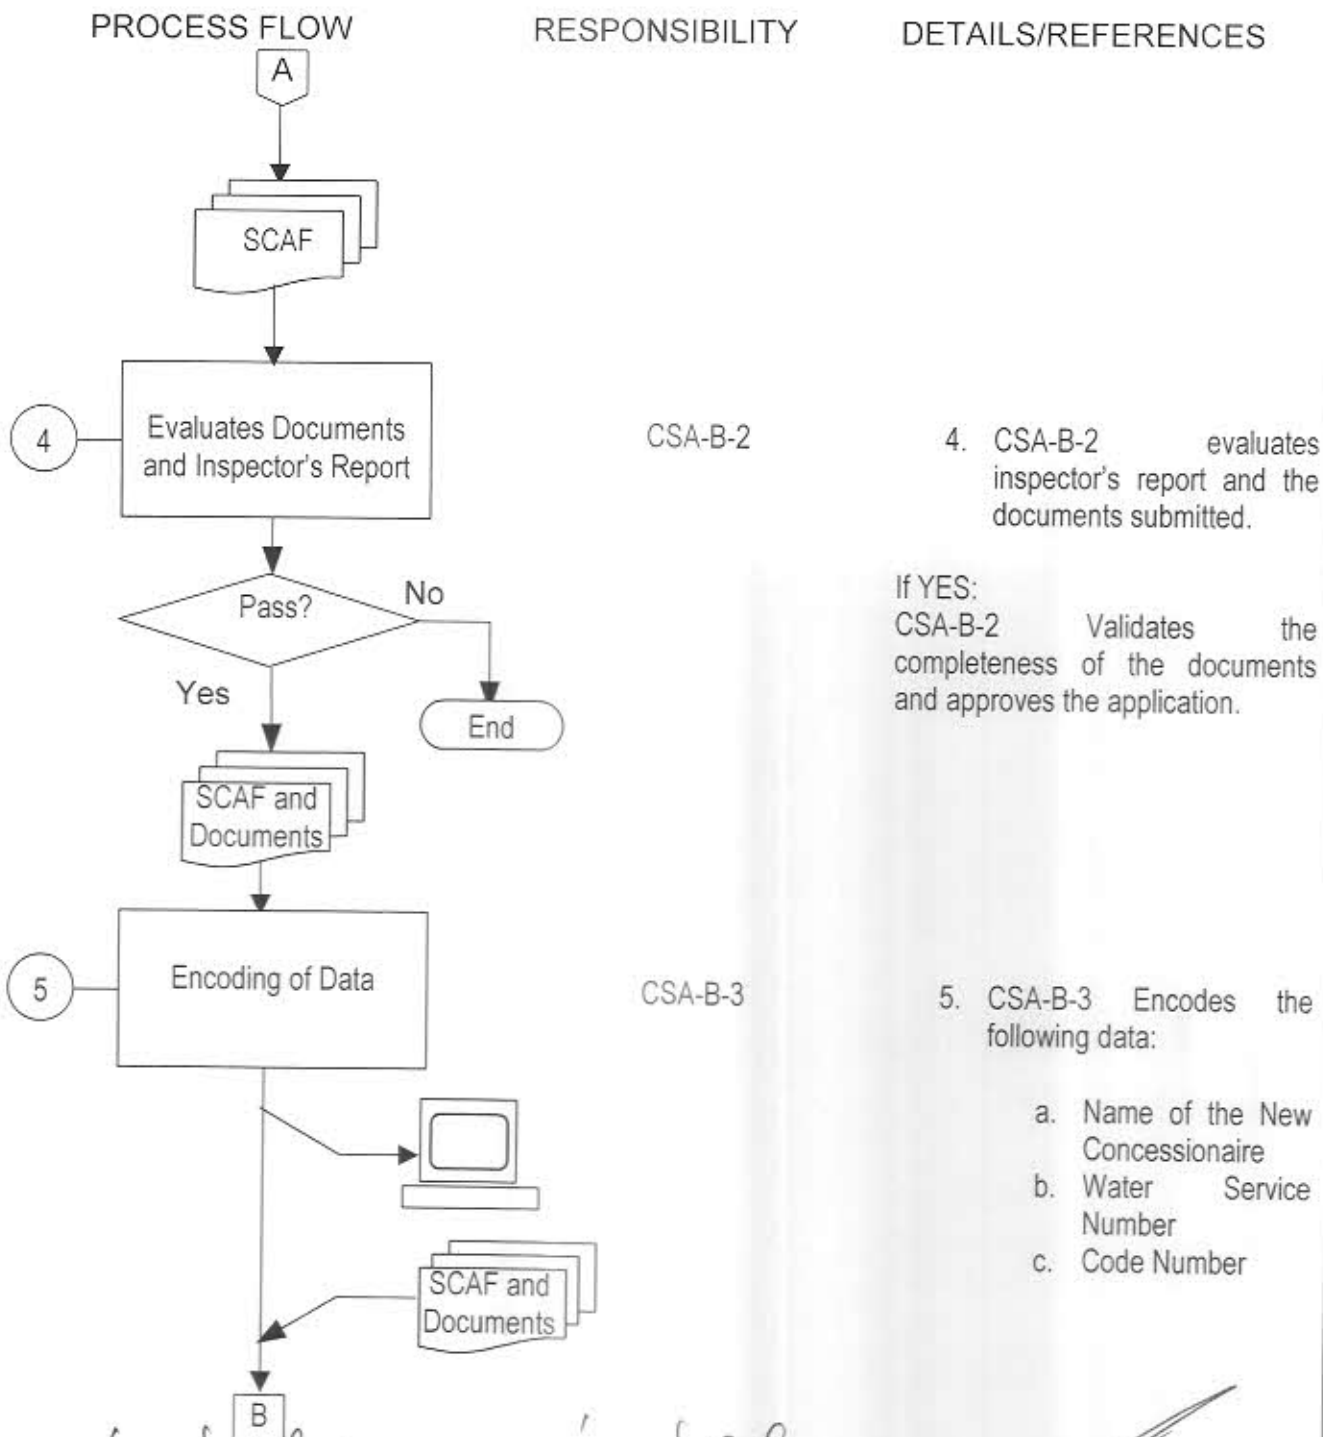 PROCESS FLOW RESPONSIBILITY DETAILS/REFERENCES
A
SCAF
4
Evaluates Documents
and Inspector's Report
CSA-B-2
4. CSA-B-2 evaluates
inspector's report and the
documents submitted.
Pass?
No
Yes
End
If YES:
CSA-B-2 Validates the
completeness of the documents
and approves the application.
SCAF and
Documents
5
Encoding of Data
CSA-B-3
5. CSA-B-3 Encodes the
following data:
a. Name of the New
Concessionaire
b. Water Service
Number
c. Code Number
SCAF and
Documents
B